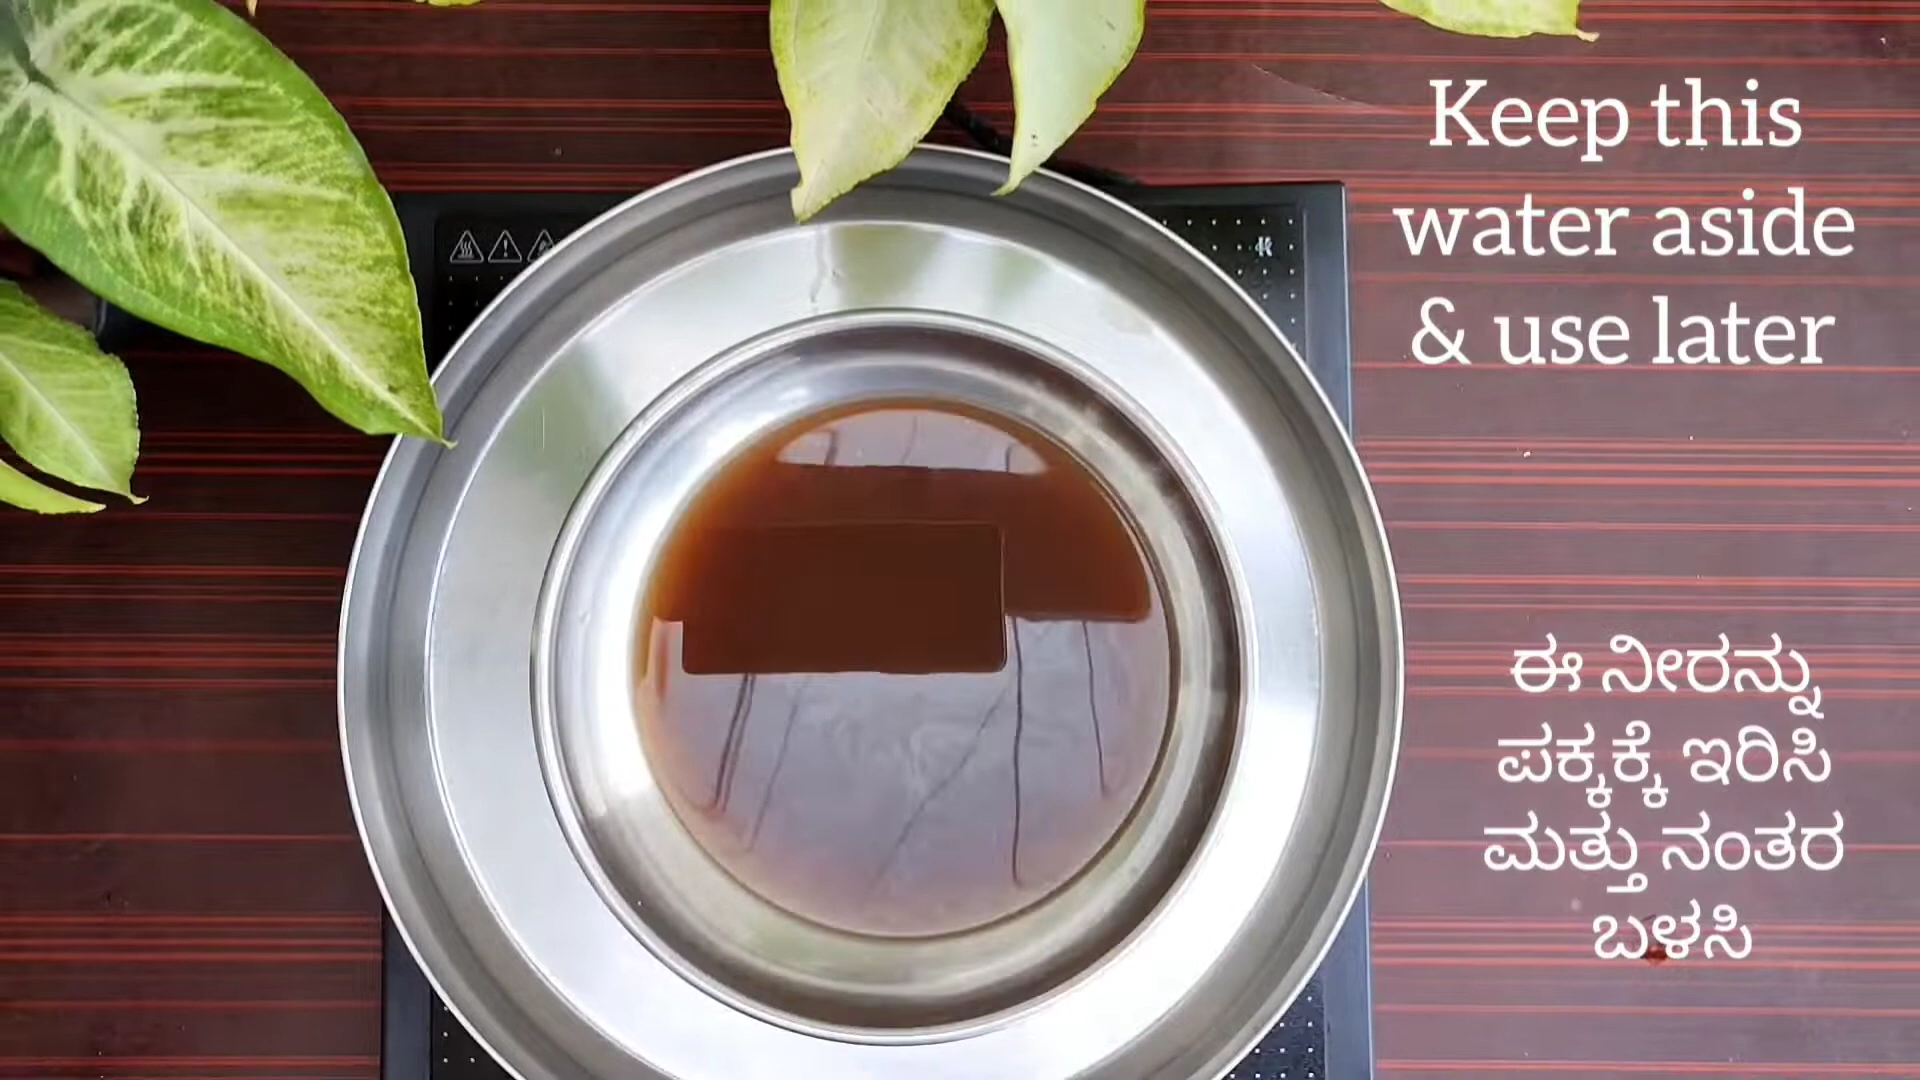 Keep this
water aside
& use later
ಈ ನೀರನ್ನು
ಪಕ್ಕಕ್ಕೆ ಇರಿಸಿ
ಮತ್ತು ನಂತರ
ಬಳಸಿ